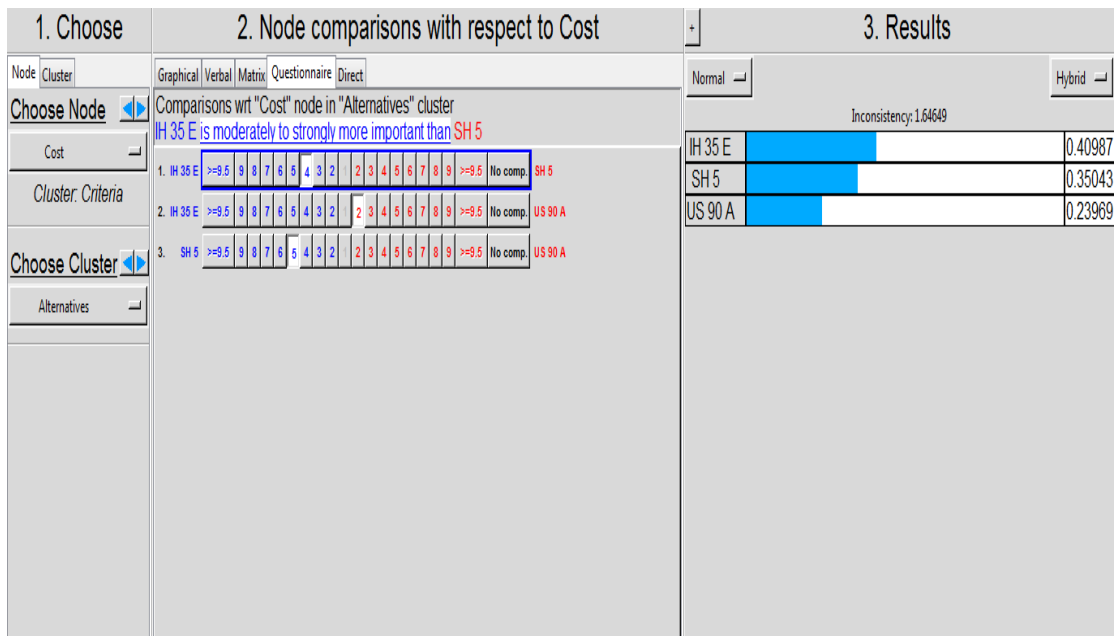 1. Choose
2. Node comparisons with respect to Cost
+
3. Results
Node Cluster
Graphical Verbal Matrix Questionnaire Direct
Normal
Hybrid
Choose Node
Cost
Cluster: Criteria
Choose Cluster
Alternatives
Comparisons wrt "Cost" node in "Alternatives" cluster
IH 35 E is moderately to strongly more important than SH 5
1. IH 35 E >=9.5 9 8 7 6 5 4 3 2 1 2 3 4 5 6 7 8 9 >=9.5 No comp. SH 5
2. IH 35 E >=9.5 9 8 7 6 5 4 3 2 1 2 3 4 5 6 7 8 9 >=9.5 No comp. US 90 A
3. SH 5 >=9.5 9 8 7 6 5 4 3 2 1 2 3 4 5 6 7 8 9 >=9.5 No comp. US 90 A
Inconsistency: 1.64649
IH 35 E 0.40987
SH 5 0.35043
US 90 A 0.23969